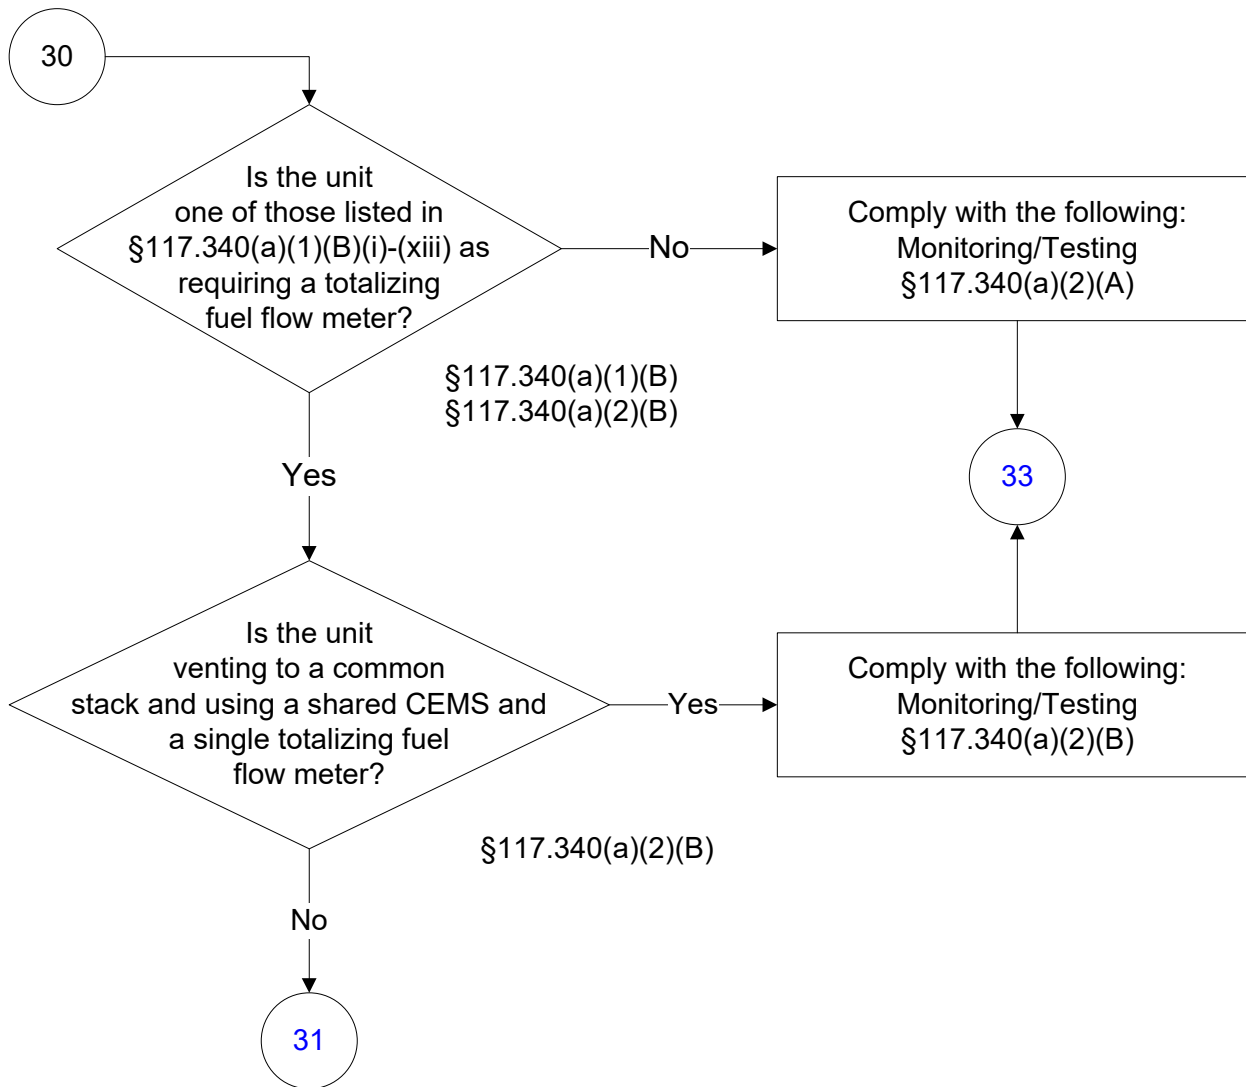 30
Is the unit
one of those listed in
§117.340(a)(1)(B)(i)-(xiii) as
requiring a totalizing
fuel flow meter?
No
Comply with the following:
Monitoring/Testing
§117.340(a)(2)(A)
§117.340(a)(1)(B)
§117.340(a)(2)(B)
Yes
33
Is the unit
venting to a common
stack and using a shared CEMS and
a single totalizing fuel
flow meter?
Yes
Comply with the following:
Monitoring/Testing
§117.340(a)(2)(B)
§117.340(a)(2)(B)
No
31